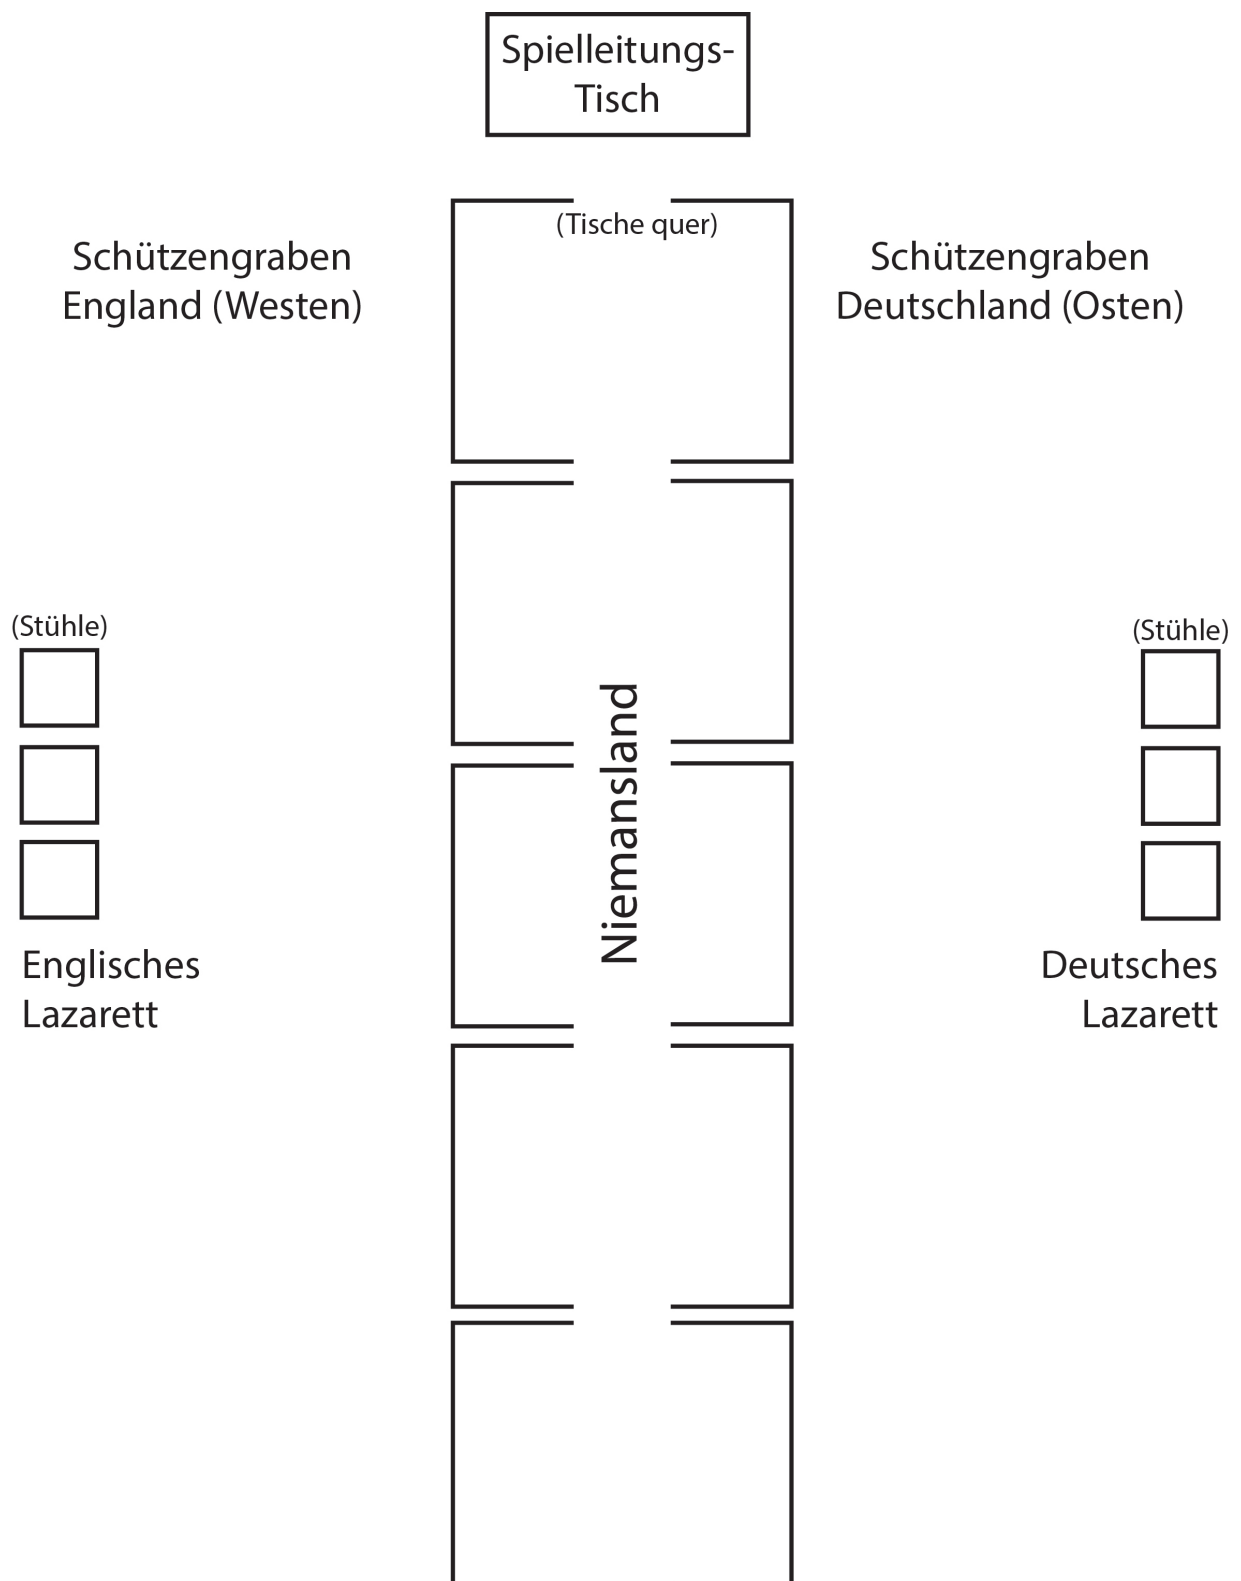 Spielleitungs-
Tisch
(Tische quer)
Schützengraben
England (Westen)
Schützengraben
Deutschland (Osten)
(Stühle)
(Stühle)
Niemansland
Englisches
Lazarett
Deutsches
Lazarett